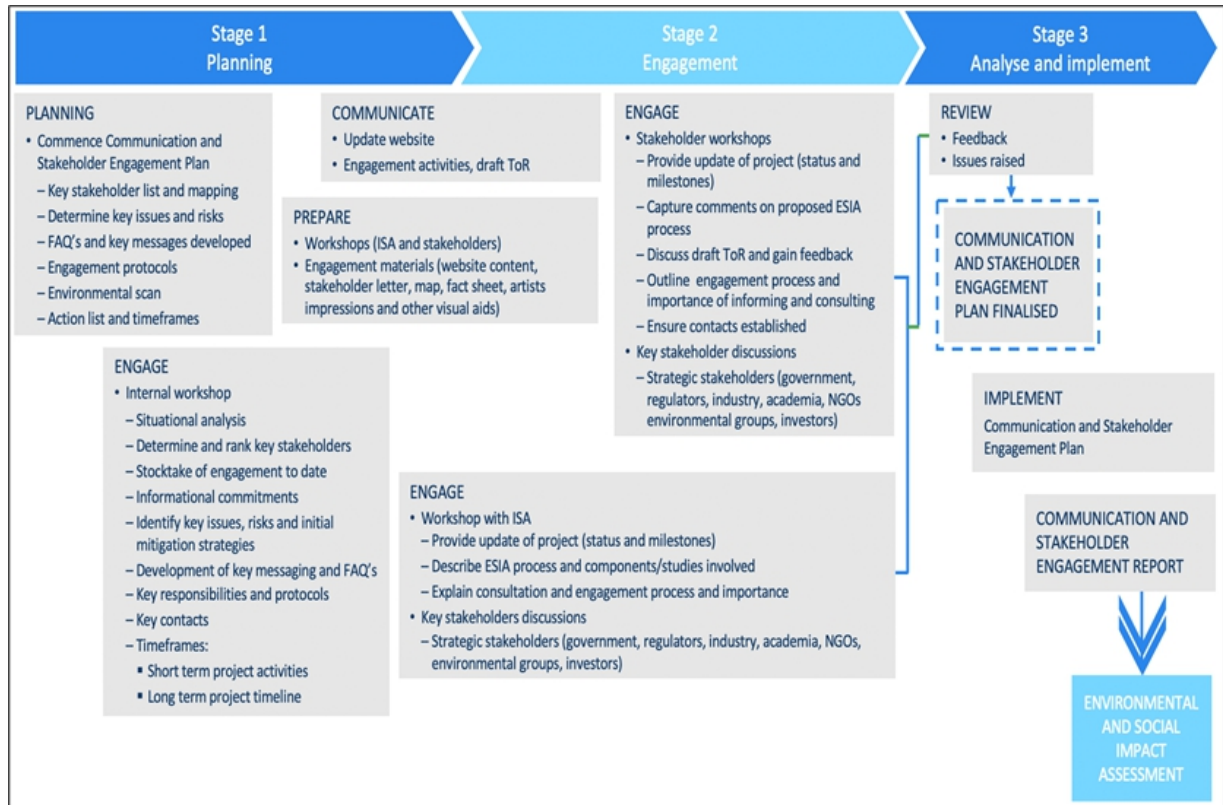 Stage 1
Planning
Stage 2
Engagement
Stage 3
Analyse and implement
PLANNING
• Commence Communication and
Stakeholder Engagement Plan
– Key stakeholder list and mapping
– Determine key issues and risks
– FAQ's and key messages developed
– Engagement protocols
– Environmental scan
– Action list and timeframes
ENGAGE
• Internal workshop
– Situational analysis
– Determine and rank key stakeholders
– Stocktake of engagement to date
– Informational commitments
– Identify key issues, risks and initial
mitigation strategies
– Development of key messaging and FAQ's
– Key responsibilities and protocols
– Key contacts
– Timeframes:
▪ Short term project activities
▪ Long term project timeline
COMMUNICATE
• Update website
• Engagement activities, draft ToR
PREPARE
• Workshops (ISA and stakeholders)
• Engagement materials (website content,
stakeholder letter, map, fact sheet, artists
impressions and other visual aids)
ENGAGE
• Stakeholder workshops
– Provide update of project (status and
milestones)
– Capture comments on proposed ESIA
process
– Discuss draft ToR and gain feedback
– Outline engagement process and
importance of informing and consulting
– Ensure contacts established
• Key stakeholder discussions
– Strategic stakeholders (government,
regulators, industry, academia, NGOs
environmental groups, investors)
ENGAGE
• Workshop with ISA
– Provide update of project (status and milestones)
– Describe ESIA process and components/studies involved
– Explain consultation and engagement process and importance
• Key stakeholders discussions
– Strategic stakeholders (government, regulators, industry, academia, NGOs,
environmental groups, investors)
REVIEW
• Feedback
• Issues raised
COMMUNICATION
AND STAKEHOLDER
ENGAGEMENT
PLAN FINALISED
IMPLEMENT
Communication and Stakeholder
Engagement Plan
COMMUNICATION AND
STAKEHOLDER
ENGAGEMENT REPORT
ENVIRONMENTAL
AND SOCIAL
IMPACT
ASSESSMENT